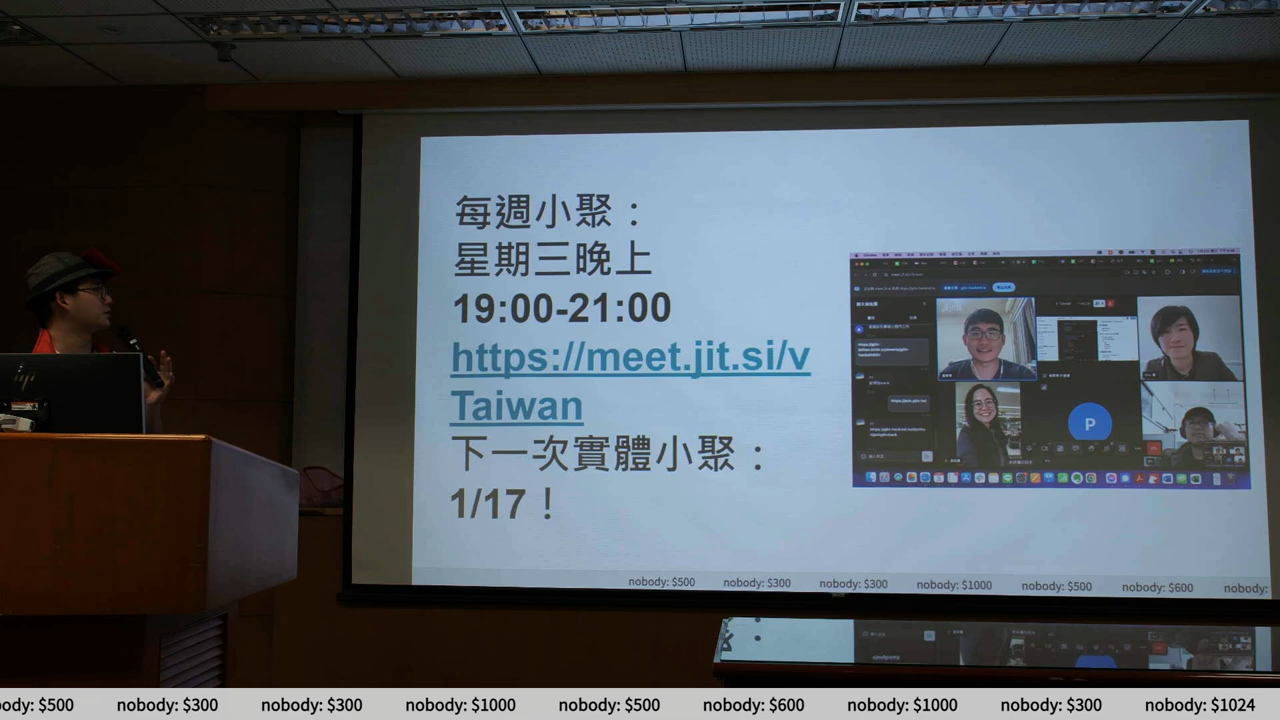 每週小聚：
星期三晚上
19:00-21:00
https://meet.jit.si/v
Taiwan
下一次實體小聚：
1/17！
P
nobody: $500 nobody: $300 nobody: $300 nobody: $1000 nobody: $500 nobody: $600 nobody:
hp
ody: $500 nobody: $300 nobody: $300 nobody: $1000 nobody: $500 nobody: $600 nobody: $1000 nobody: $300 nobody: $1024